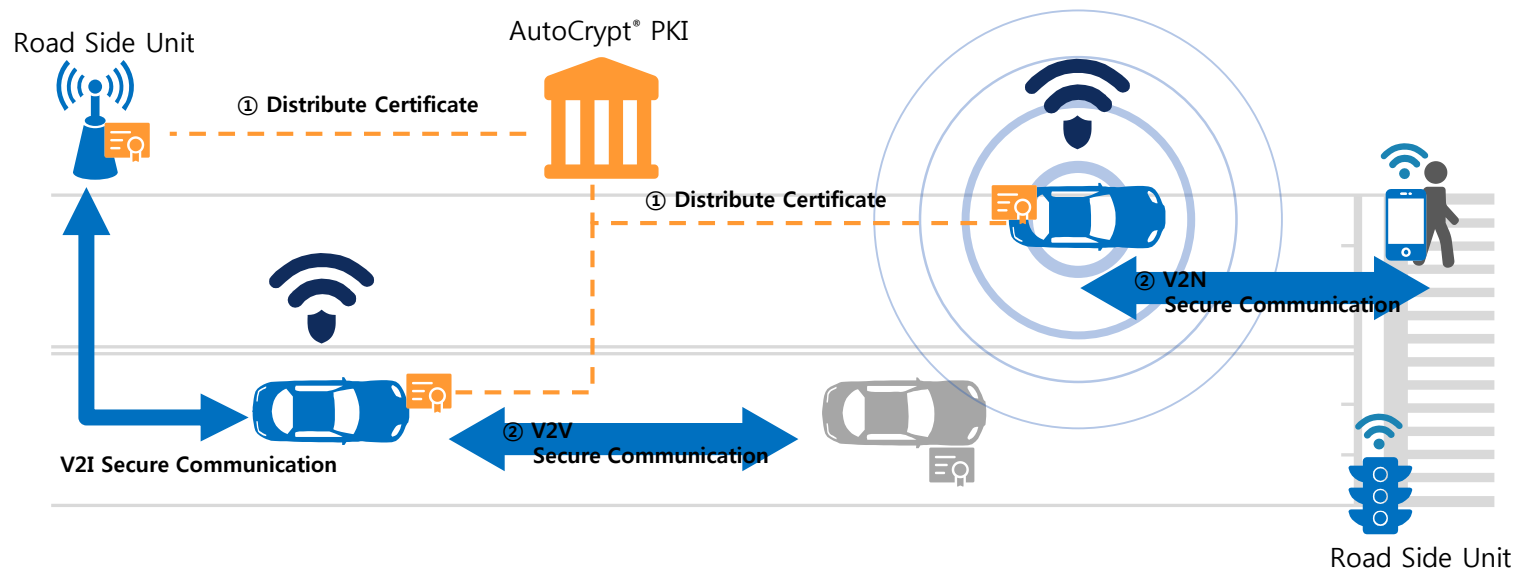 Road Side Unit
AutoCrypt® PKI
① Distribute Certificate
① Distribute Certificate
② V2N
Secure Communication
② V2V
Secure Communication
V2I Secure Communication
Road Side Unit